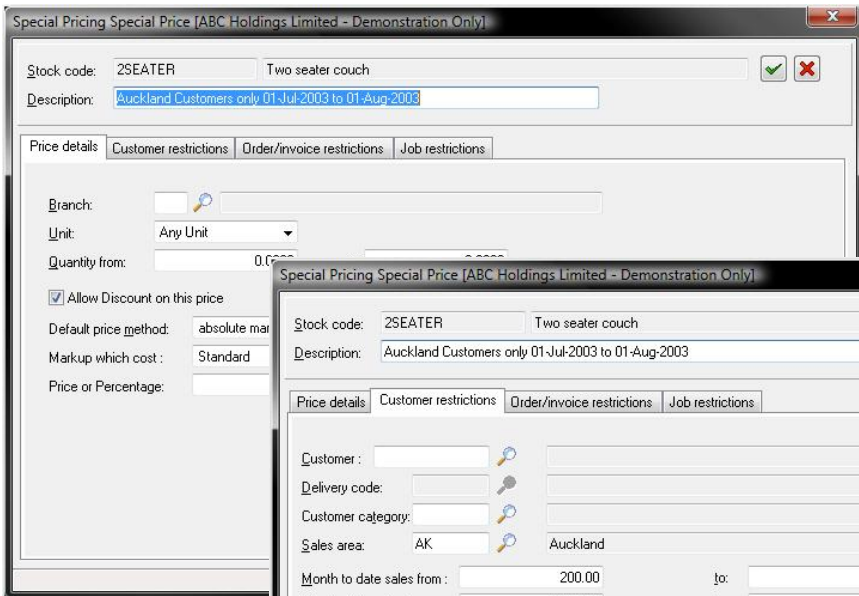 Special Pricing Special Price [ABC Holdings Limited - Demonstration Only]
Stock code: 2SEATER Two seater couch
Description: Auckland Customers only 01-Jul-2003 to 01-Aug-2003
Price details Customer restrictions Order/invoice restrictions Job restrictions
Branch:
Unit: Any Unit
Quantity from:
Allow Discount on this price
Default price method: absolute
Markup which cost : Standard
Price or Percentage:
Special Pricing Special Price [ABC Holdings Limited - Demonstration Only]
Stock code: 2SEATER Two seater couch
Description: Auckland Customers only 01-Jul-2003 to 01-Aug-2003
Price details Customer restrictions Order/invoice restrictions Job restrictions
Customer :
Delivery code:
Customer category:
Sales area: AK Auckland
Month to date sales from : 200.00 to: